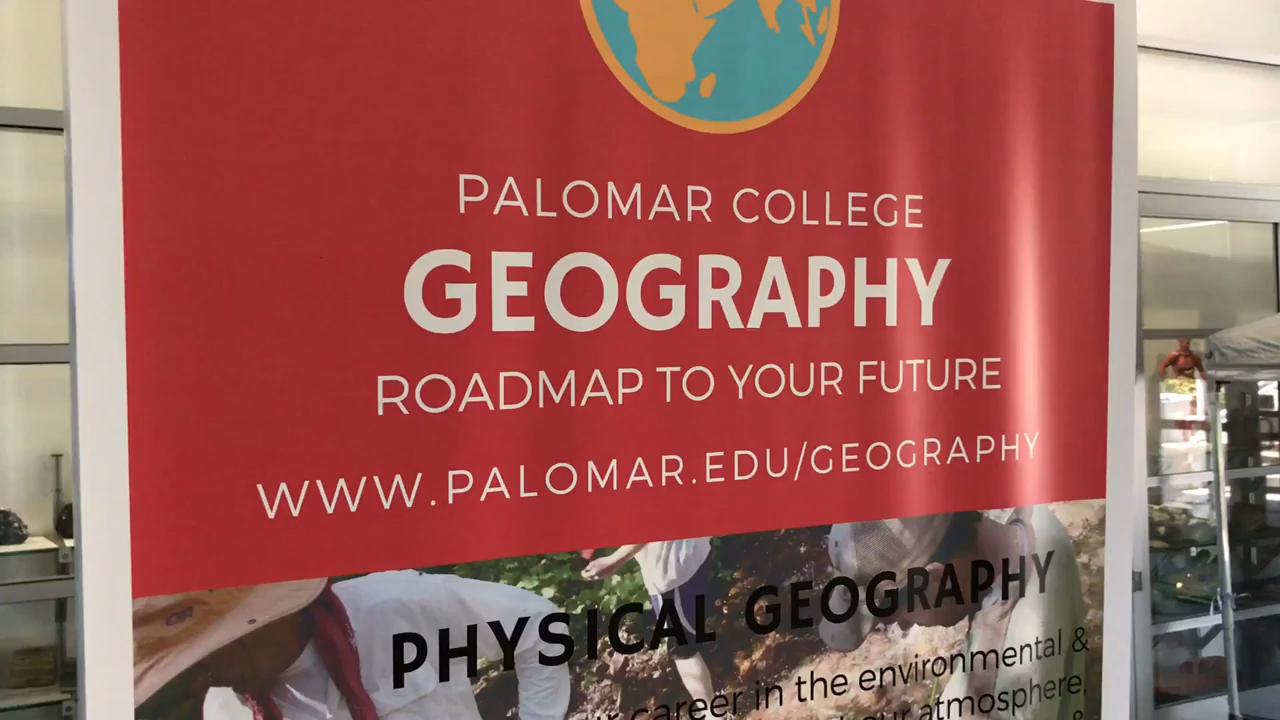 PALOMAR COLLEGE
GEOGRAPHY
ROADMAP TO YOUR FUTURE
WWW.PALOMAR.EDU/GEOGRAPHY
PHYSICAL GEOGRAPHY
career in the environmental &
our atmosphere,
&